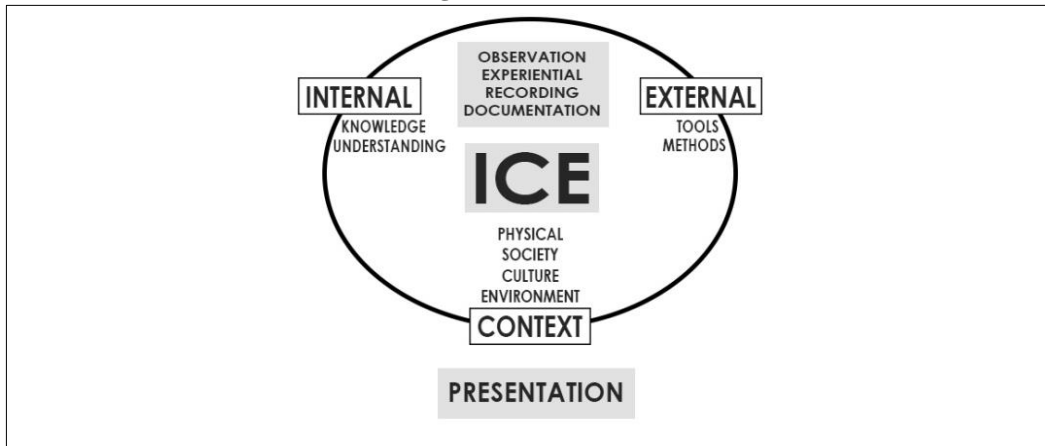 OBSERVATION
EXPERIENTIAL
RECORDING
DOCUMENTATION
INTERNAL
KNOWLEDGE
UNDERSTANDING
EXTERNAL
TOOLS
METHODS
ICE
PHYSICAL
SOCIETY
CULTURE
ENVIRONMENT
CONTEXT
PRESENTATION